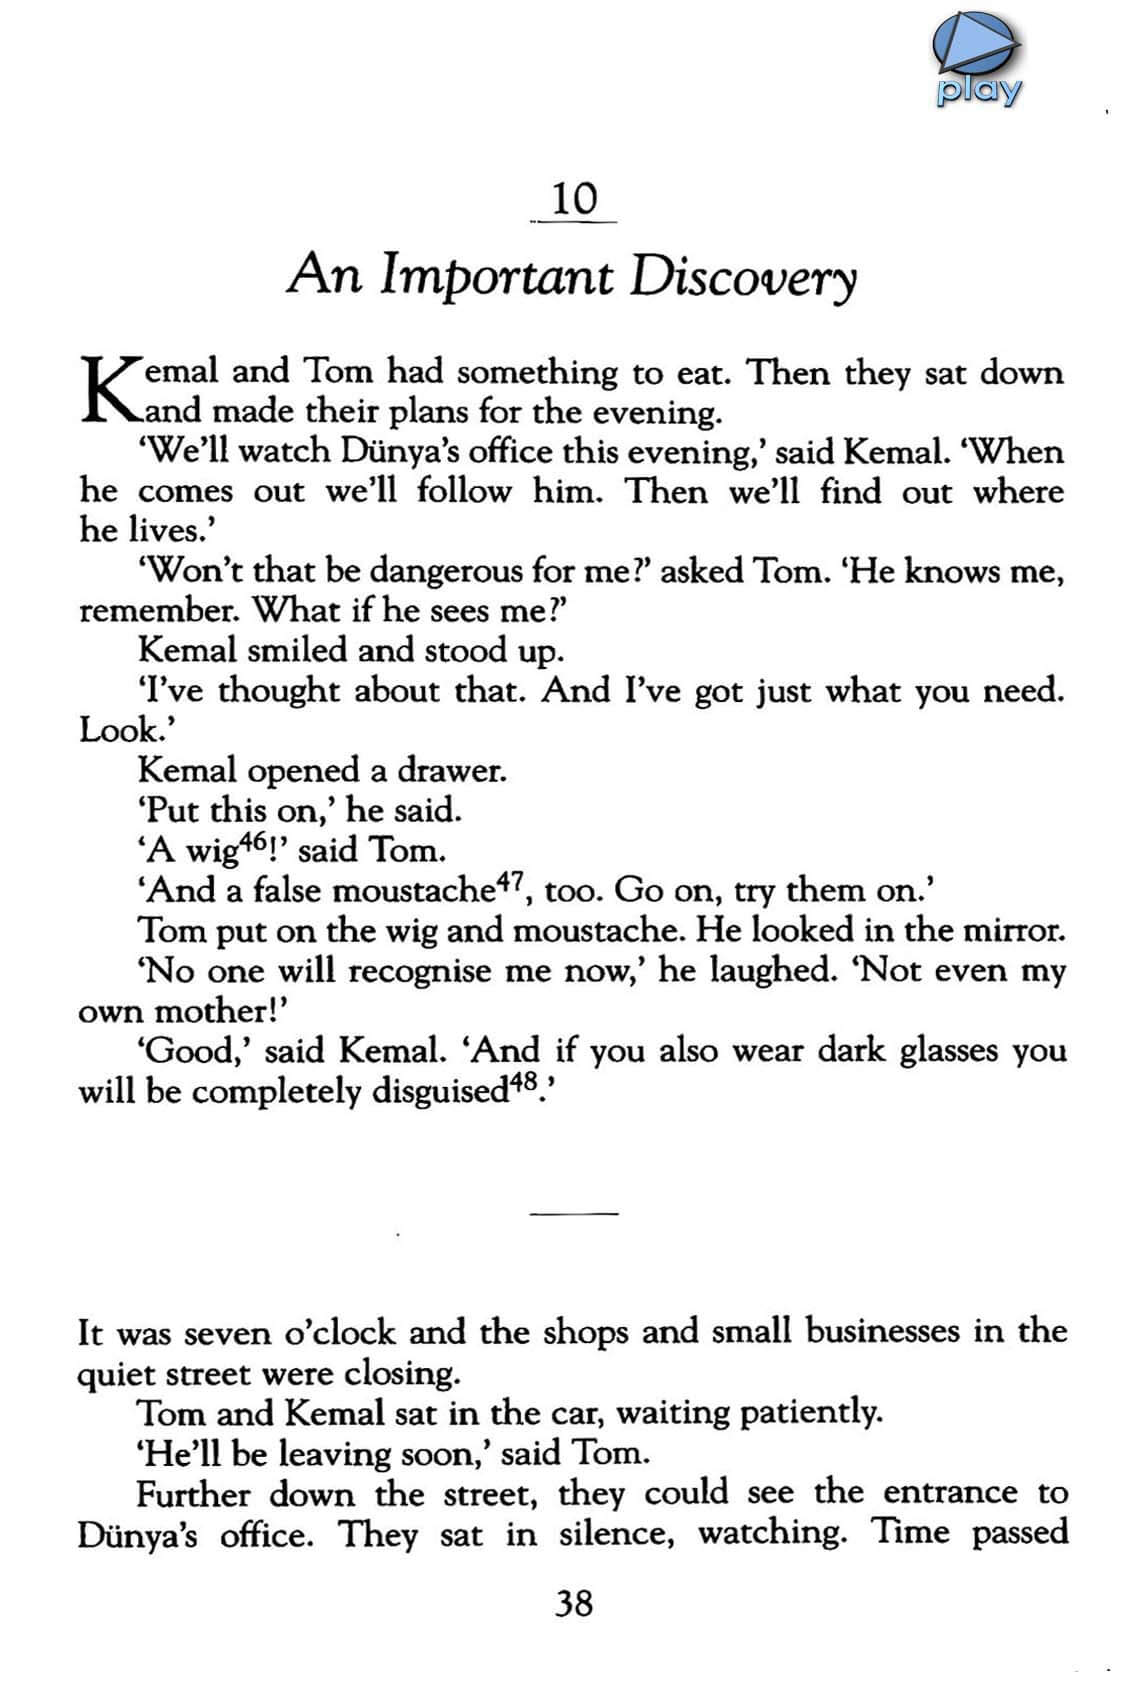 play
10
An Important Discovery
Kemal and Tom had something to eat. Then they sat down
and made their plans for the evening.
‘We’ll watch Dünya’s office this evening,’ said Kemal. ‘When
he comes out we’ll follow him. Then we’ll find out where
he lives.’
‘Won’t that be dangerous for me?’ asked Tom. ‘He knows me,
remember. What if he sees me?’
Kemal smiled and stood up.
‘I’ve thought about that. And I’ve got just what you need.
Look.’
Kemal opened a drawer.
‘Put this on,’ he said.
‘A wig⁴⁶!’ said Tom.
‘And a false moustache⁴⁷, too. Go on, try them on.’
Tom put on the wig and moustache. He looked in the mirror.
‘No one will recognise me now,’ he laughed. ‘Not even my
own mother!’
‘Good,’ said Kemal. ‘And if you also wear dark glasses you
will be completely disguised⁴⁸.’
It was seven o’clock and the shops and small businesses in the
quiet street were closing.
Tom and Kemal sat in the car, waiting patiently.
‘He’ll be leaving soon,’ said Tom.
Further down the street, they could see the entrance to
Dünya’s office. They sat in silence, watching. Time passed
38